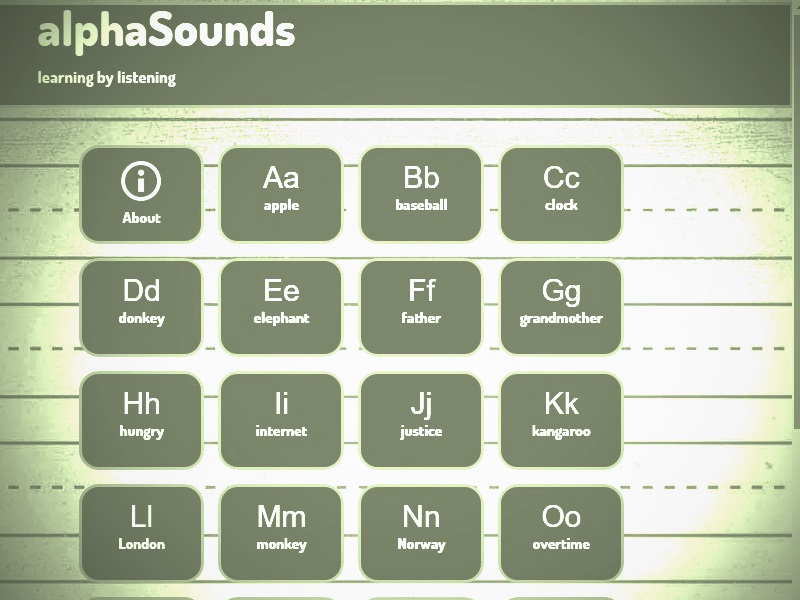 alphaSounds
learning by listening
About
Aa
apple
Bb
baseball
Cc
clock
Dd
donkey
Ee
elephant
Ff
father
Gg
grandmother
Hh
hungry
Ii
internet
Jj
justice
Kk
kangaroo
Ll
London
Mm
monkey
Nn
Norway
Oo
overtime